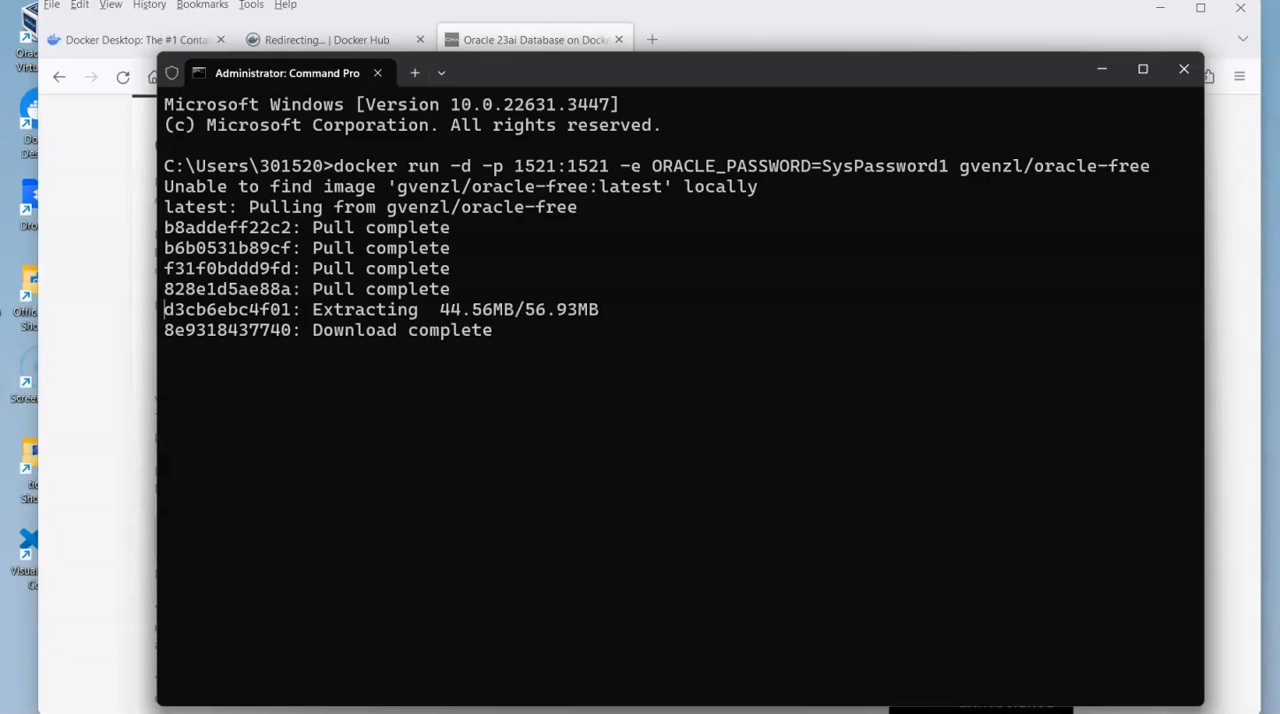 File Edit View History Bookmarks Tools Help
Docker Desktop: The #1 Conta
Redirecting... | Docker Hub
Oracle 23ai Database on Docke
Administrator: Command Pro
Microsoft Windows [Version 10.0.22631.3447]
(c) Microsoft Corporation. All rights reserved.
C:\Users\301520>docker run -d -p 1521:1521 -e ORACLE_PASSWORD=SysPassword1 gvenzl/oracle-free
Unable to find image 'gvenzl/oracle-free:latest' locally
latest: Pulling from gvenzl/oracle-free
b8addeff22c2: Pull complete
b6b0531b89cf: Pull complete
f31f0bddd9fd: Pull complete
828e1d5ae88a: Pull complete
d3cb6ebc4f01: Extracting 44.56MB/56.93MB
8e9318437740: Download complete